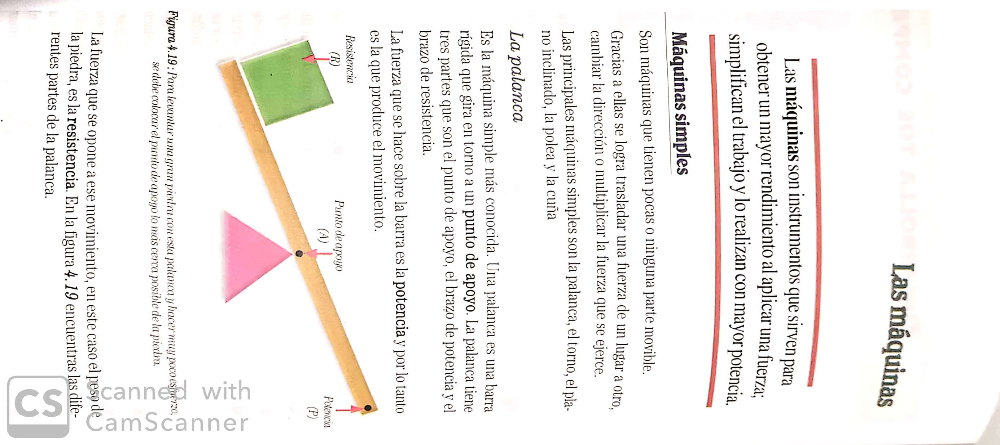 Las máquinas
Las máquinas son instrumentos que sirven para
obtener un mayor rendimiento al aplicar una fuerza;
simplifican el trabajo y lo realizan con mayor potencia.
Máquinas simples
Son máquinas que tienen pocas o ninguna parte movible.
Gracias a ellas se logra trasladar una fuerza de un lugar a otro,
cambiar la dirección o multiplicar la fuerza que se ejerce.
Las principales máquinas simples son la palanca, el torno, el pla-
no inclinado, la polea y la cuña
La palanca
Es la máquina simple más conocida. Una palanca es una barra
rígida que gira en torno a un punto de apoyo. La palanca tiene
tres partes que son el punto de apoyo, el brazo de potencia y el
brazo de resistencia.
La fuerza que se hace sobre la barra es la potencia y por lo tanto
es la que produce el movimiento.
Resistencia
(R)
Punto de apoyo
(A)
Potencia
(P)
Figura 4.19: Para levantar una gran piedra con esta palanca y hacer muy poco esfuerzo,
se debe colocar el punto de apoyo lo más cerca posible de la piedra.
La fuerza que se opone a ese movimiento, en este caso el peso de
la piedra, es la resistencia. En la figura 4.19 encuentras las dife-
rentes partes de la palanca.
CS
Scanned with
CamScanner